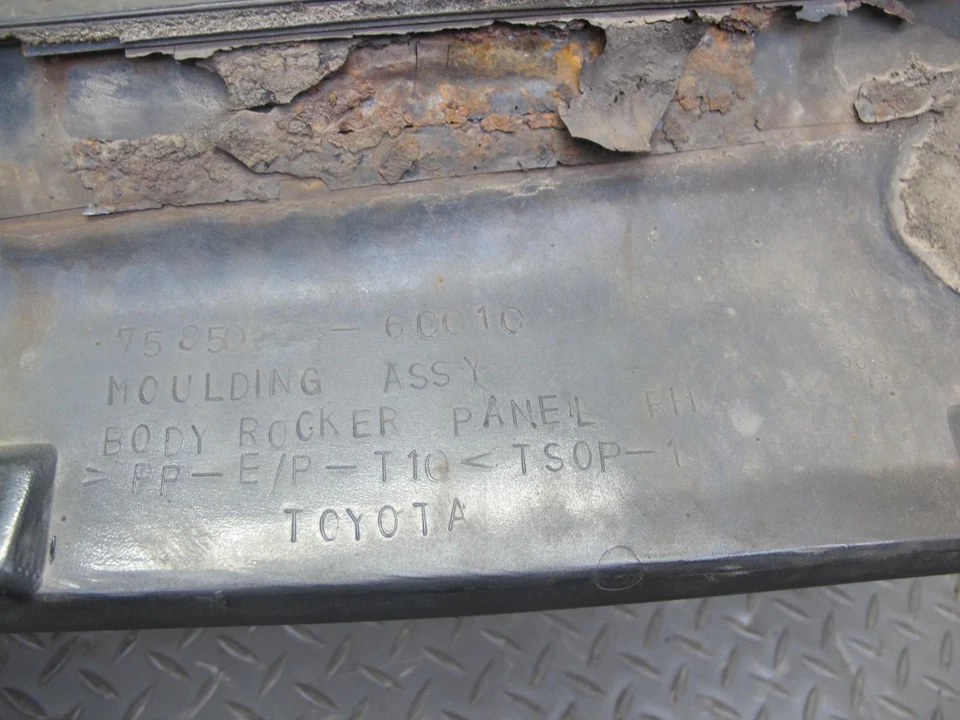 75850 - 60010
MOULDING ASSY
BODY ROCKER PANEL RH
>PP-E/P-T10< TSOP-1
TOYOTA